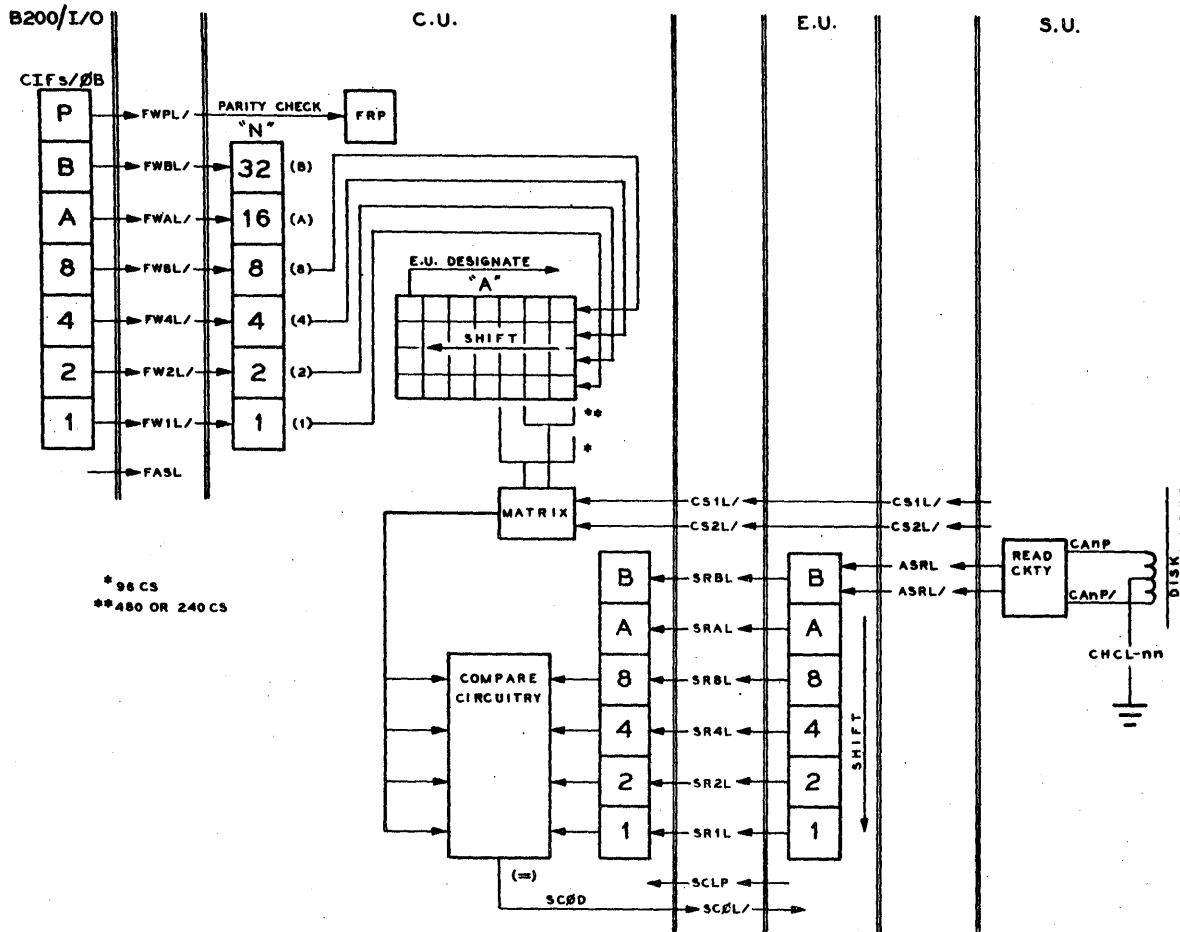 B200/I/O
C.U.
E.U.
S.U.
CIFs/ØB
P
B
A
8
4
2
1
FWPL/
FWBL/
FWAL/
FW8L/
FW4L/
FW2L/
FW1L/
FASL
PARITY CHECK
FRP
"N"
32 (B)
16 (A)
8 (8)
4 (4)
2 (2)
1 (1)
E.U. DESIGNATE
"A"
SHIFT
**
*
MATRIX
CS1L/
CS2L/
CS1L/
CS2L/
* 96 CS
** 480 OR 240 CS
COMPARE
CIRCUITRY
B
A
8
4
2
1
SRBL
SRAL
SR8L
SR4L
SR2L
SR1L
B
A
8
4
2
1
SHIFT
ASRL
ASRL/
READ
CKTY
CAnP
CAnP/
DISK
CHCL-nn
(=)
SCØD
SCLP
SCØL/